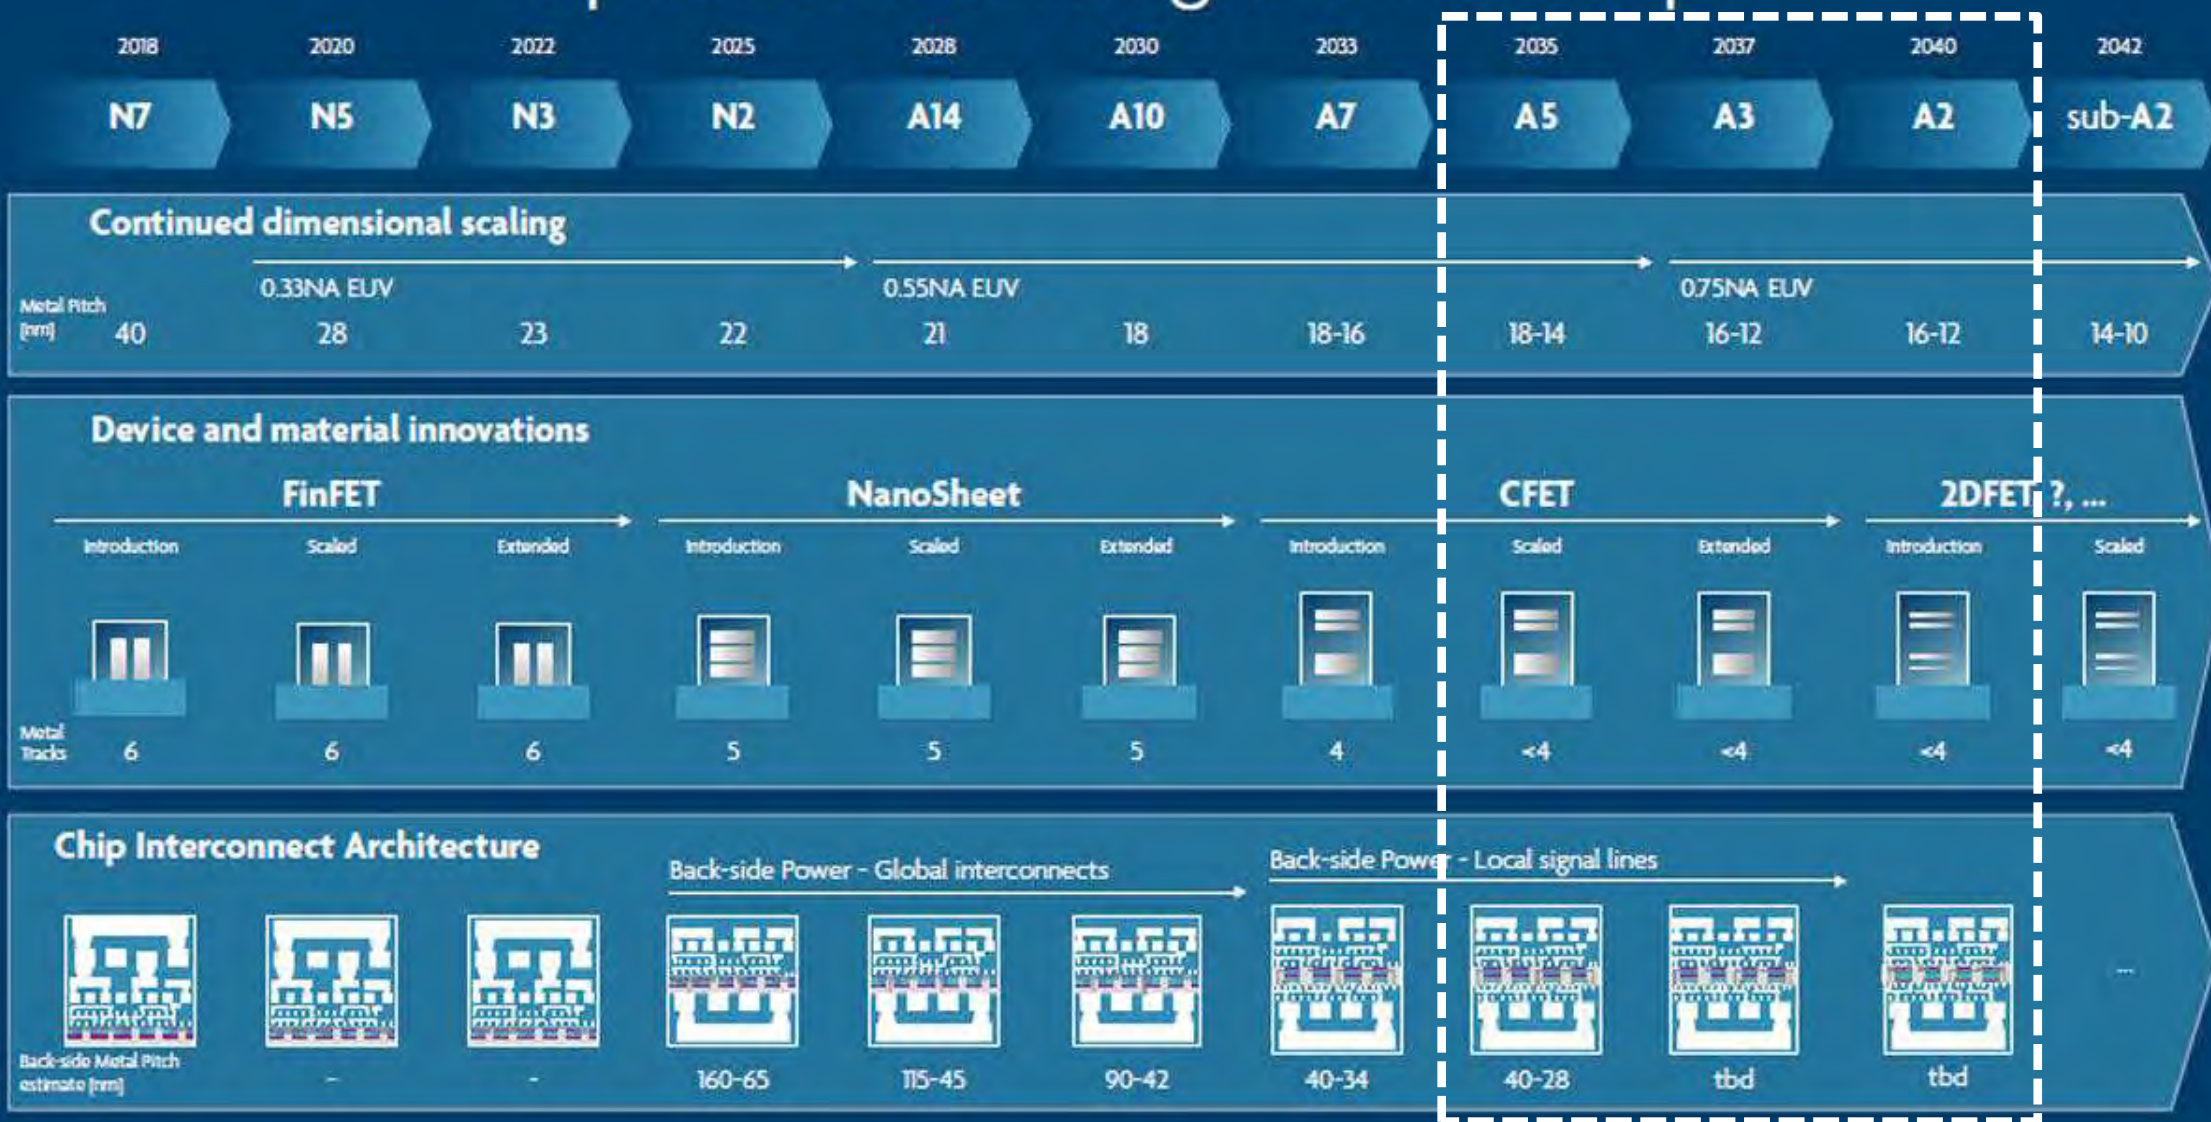 2018 2020 2022 2025 2028 2030 2033 2035 2037 2040 2042
N7 N5 N3 N2 A14 A10 A7 A5 A3 A2 sub-A2
Continued dimensional scaling
0.33NA EUV 0.55NA EUV 0.75NA EUV
Metal Pitch
[nm] 40 28 23 22 21 18 18-16 18-14 16-12 16-12 14-10
Device and material innovations
FinFET NanoSheet CFET 2DFET ?, ...
Introduction Scaled Extended Introduction Scaled Extended Introduction Scaled Extended Introduction Scaled
Metal
Tracks 6 6 6 5 5 5 4 <4 <4 <4 <4
Chip Interconnect Architecture
Back-side Power - Global interconnects Back-side Power - Local signal lines
...
Back-side Metal Pitch
estimate [nm] - - 160-65 115-45 90-42 40-34 40-28 tbd tbd